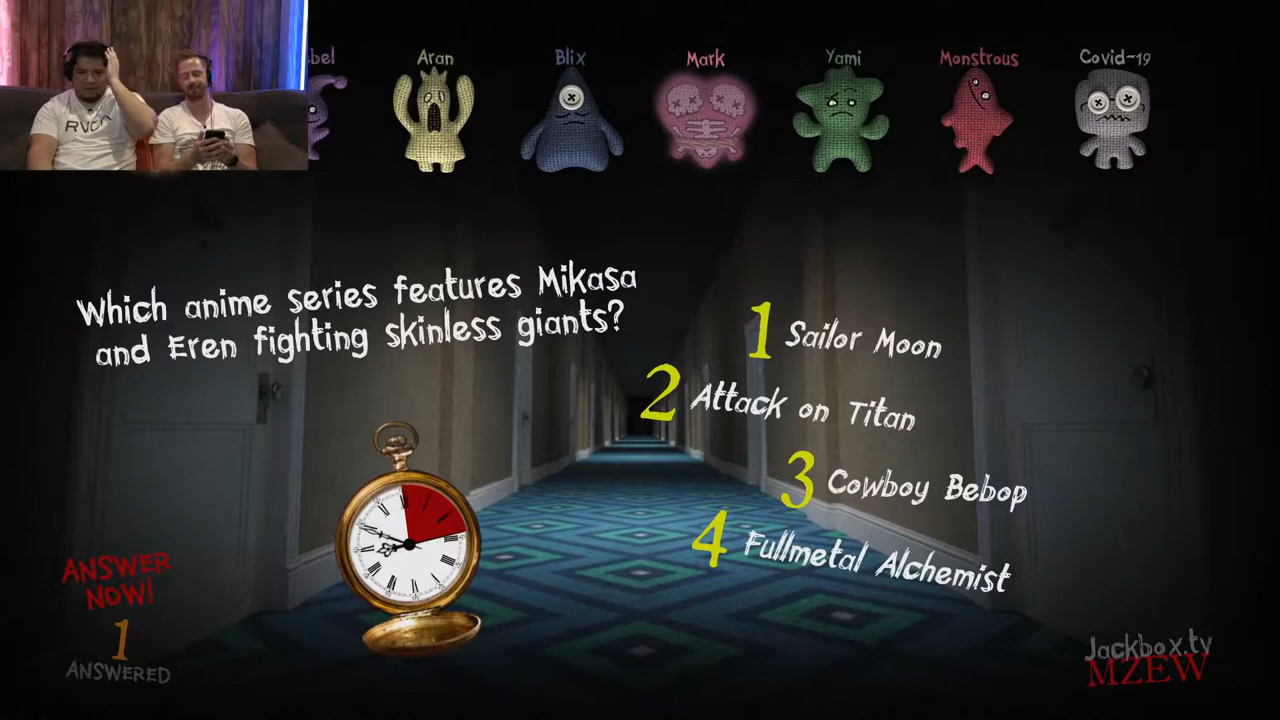 bel
Aran
Blix
Mark
Yami
Monstrous
Covid-19
RVCA
Which anime series features Mikasa
and Eren fighting skinless giants?
1 Sailor Moon
2 Attack on Titan
3 Cowboy Bebop
4 Fullmetal Alchemist
ANSWER
NOW!
1
ANSWERED
Jackbox.tv
MZEW